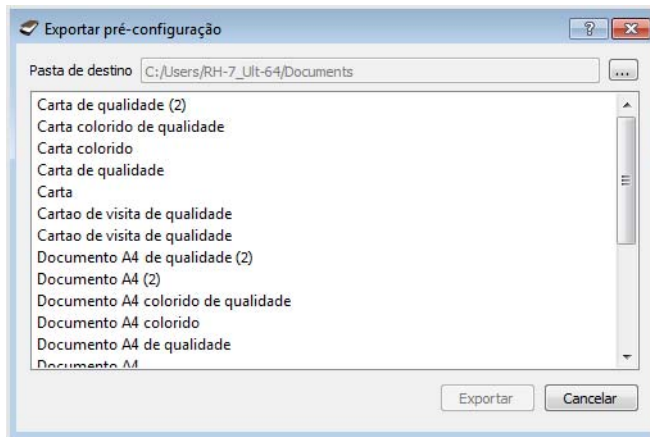 Exportar pré-configuração
Pasta de destino C:/Users/RH-7_Ult-64/Documents ...
Carta de qualidade (2)
Carta colorido de qualidade
Carta colorido
Carta de qualidade
Carta
Cartao de visita de qualidade
Cartao de visita de qualidade
Documento A4 de qualidade (2)
Documento A4 (2)
Documento A4 colorido de qualidade
Documento A4 colorido
Documento A4 de qualidade
Documento A4
Exportar Cancelar